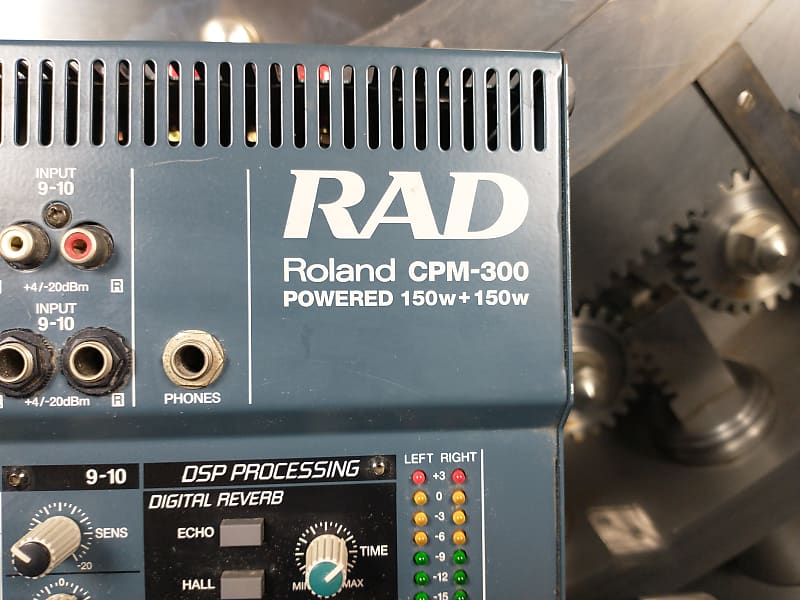 INPUT
9-10
+4/-20dBm R
INPUT
9-10
+4/-20dBm R
PHONES
RAD
Roland CPM-300
POWERED 150w+150w
9-10
SENS
-20
0
DSP PROCESSING
DIGITAL REVERB
ECHO
HALL
TIME
MIN MAX
LEFT RIGHT
+3
0
-3
-6
-9
-12
-15